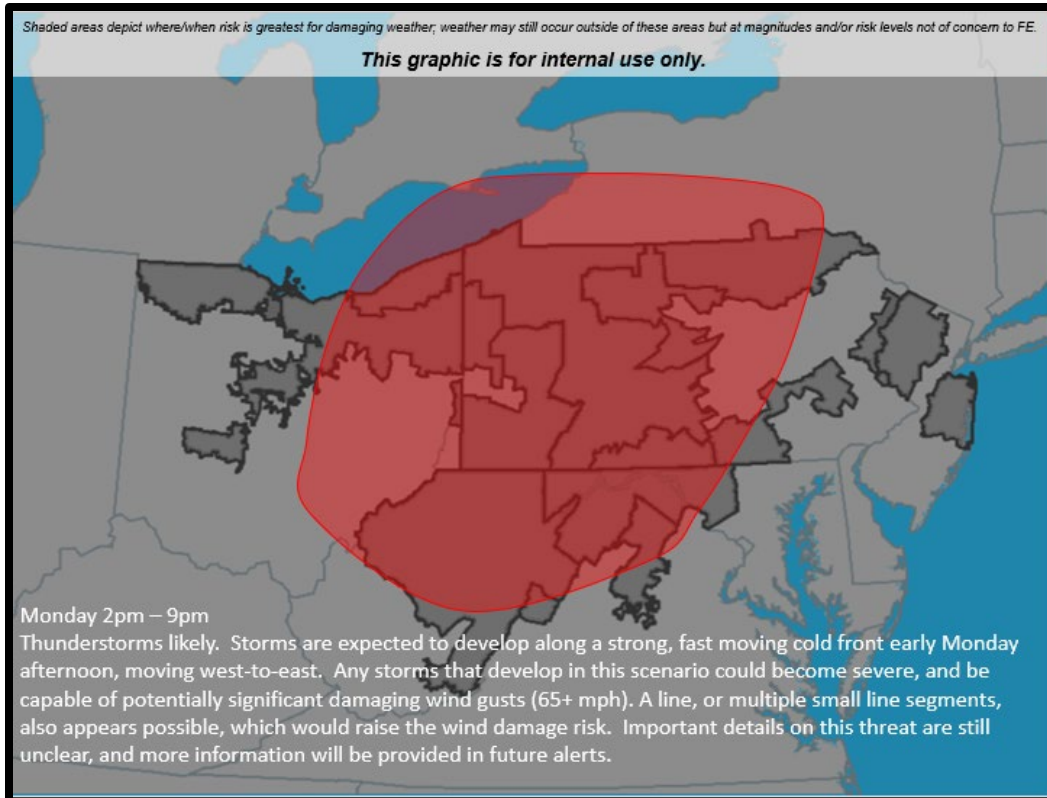 Shaded areas depict where/when risk is greatest for damaging weather; weather may still occur outside of these areas but at magnitudes and/or risk levels not of concern to FE.
This graphic is for internal use only.
Monday 2pm – 9pm
Thunderstorms likely.  Storms are expected to develop along a strong, fast moving cold front early Monday
afternoon, moving west-to-east.  Any storms that develop in this scenario could become severe, and be
capable of potentially significant damaging wind gusts (65+ mph). A line, or multiple small line segments,
also appears possible, which would raise the wind damage risk.  Important details on this threat are still
unclear, and more information will be provided in future alerts.